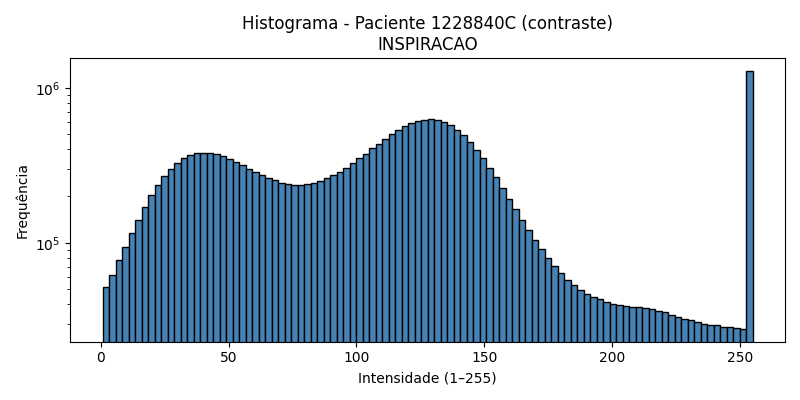 Histograma - Paciente 1228840C (contraste)
INSPIRACAO
Frequência
10⁶
10⁵
0 50 100 150 200 250
Intensidade (1–255)